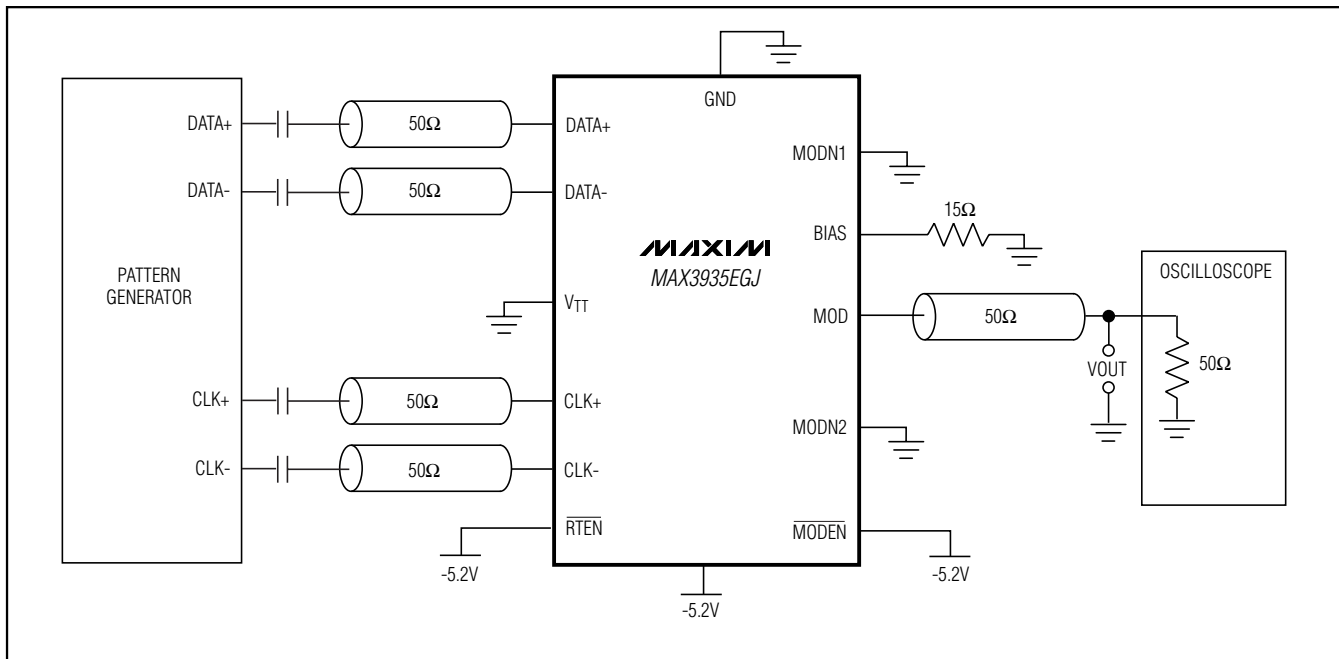 GND
PATTERN
GENERATOR
DATA+
DATA-
CLK+
CLK-
50Ω
50Ω
50Ω
50Ω
DATA+
DATA-
VTT
CLK+
CLK-
RTEN
-5.2V
MAXIM
MAX3935EGJ
-5.2V
MODN1
BIAS
MOD
MODN2
MODEN
-5.2V
15Ω
50Ω
VOUT
OSCILLOSCOPE
50Ω